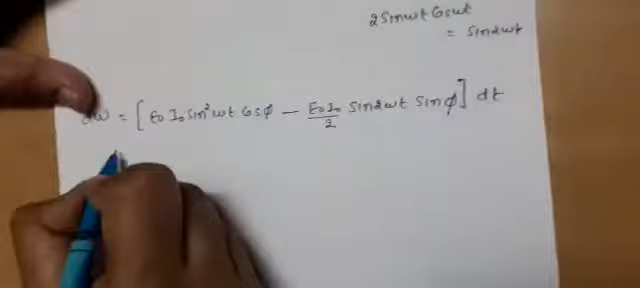 2 Sinωt Cosωt
= Sin2ωt
dW = [ E₀ I₀ Sin²ωt Cosϕ — E₀I₀/2 Sin2ωt Sinϕ ] dt